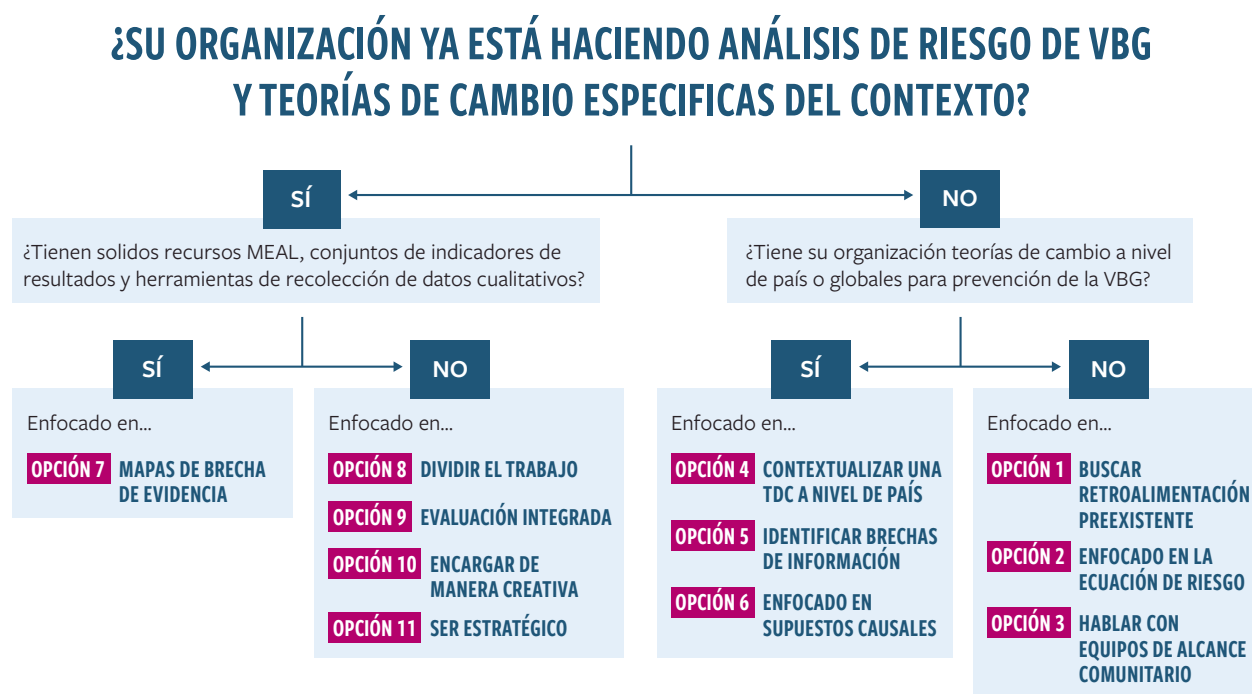 ¿SU ORGANIZACIÓN YA ESTÁ HACIENDO ANÁLISIS DE RIESGO DE VBG
Y TEORÍAS DE CAMBIO ESPECIFICAS DEL CONTEXTO?
SÍ
¿Tienen solidos recursos MEAL, conjuntos de indicadores de
resultados y herramientas de recolección de datos cualitativos?
SÍ
Enfocado en...
OPCIÓN 7 MAPAS DE BRECHA
DE EVIDENCIA
NO
Enfocado en...
OPCIÓN 8 DIVIDIR EL TRABAJO
OPCIÓN 9 EVALUACIÓN INTEGRADA
OPCIÓN 10 ENCARGAR DE
MANERA CREATIVA
OPCIÓN 11 SER ESTRATÉGICO
NO
¿Tiene su organización teorías de cambio a nivel
de país o globales para prevención de la VBG?
SÍ
Enfocado en...
OPCIÓN 4 CONTEXTUALIZAR UNA
TDC A NIVEL DE PAÍS
OPCIÓN 5 IDENTIFICAR BRECHAS
DE INFORMACIÓN
OPCIÓN 6 ENFOCADO EN
SUPUESTOS CAUSALES
NO
Enfocado en...
OPCIÓN 1 BUSCAR
RETROALIMENTACIÓN
PREEXISTENTE
OPCIÓN 2 ENFOCADO EN LA
ECUACIÓN DE RIESGO
OPCIÓN 3 HABLAR CON
EQUIPOS DE ALCANCE
COMUNITARIO